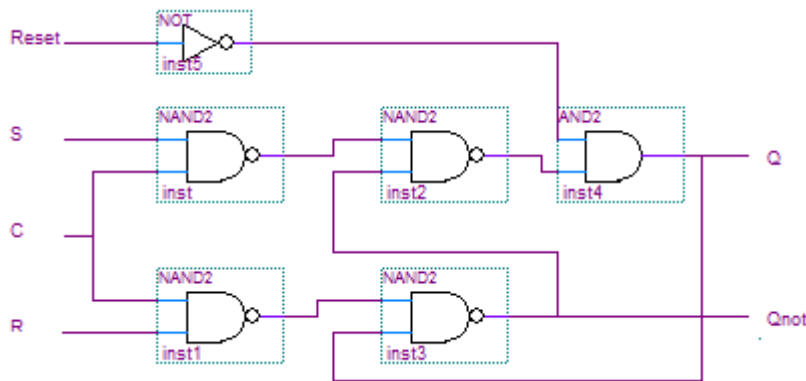 NOT
Reset
inst5
NAND2
NAND2
AND2
S
Q
inst
inst2
inst4
C
NAND2
NAND2
R
Qnot
inst1
inst3